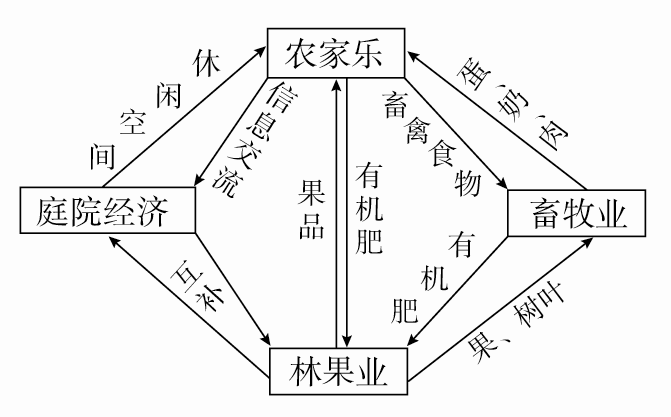 农家乐
休闲空间
信息交流
蛋、奶、肉
畜禽食物
果品
有机肥
庭院经济
畜牧业
互补
有机肥
果、树叶
林果业